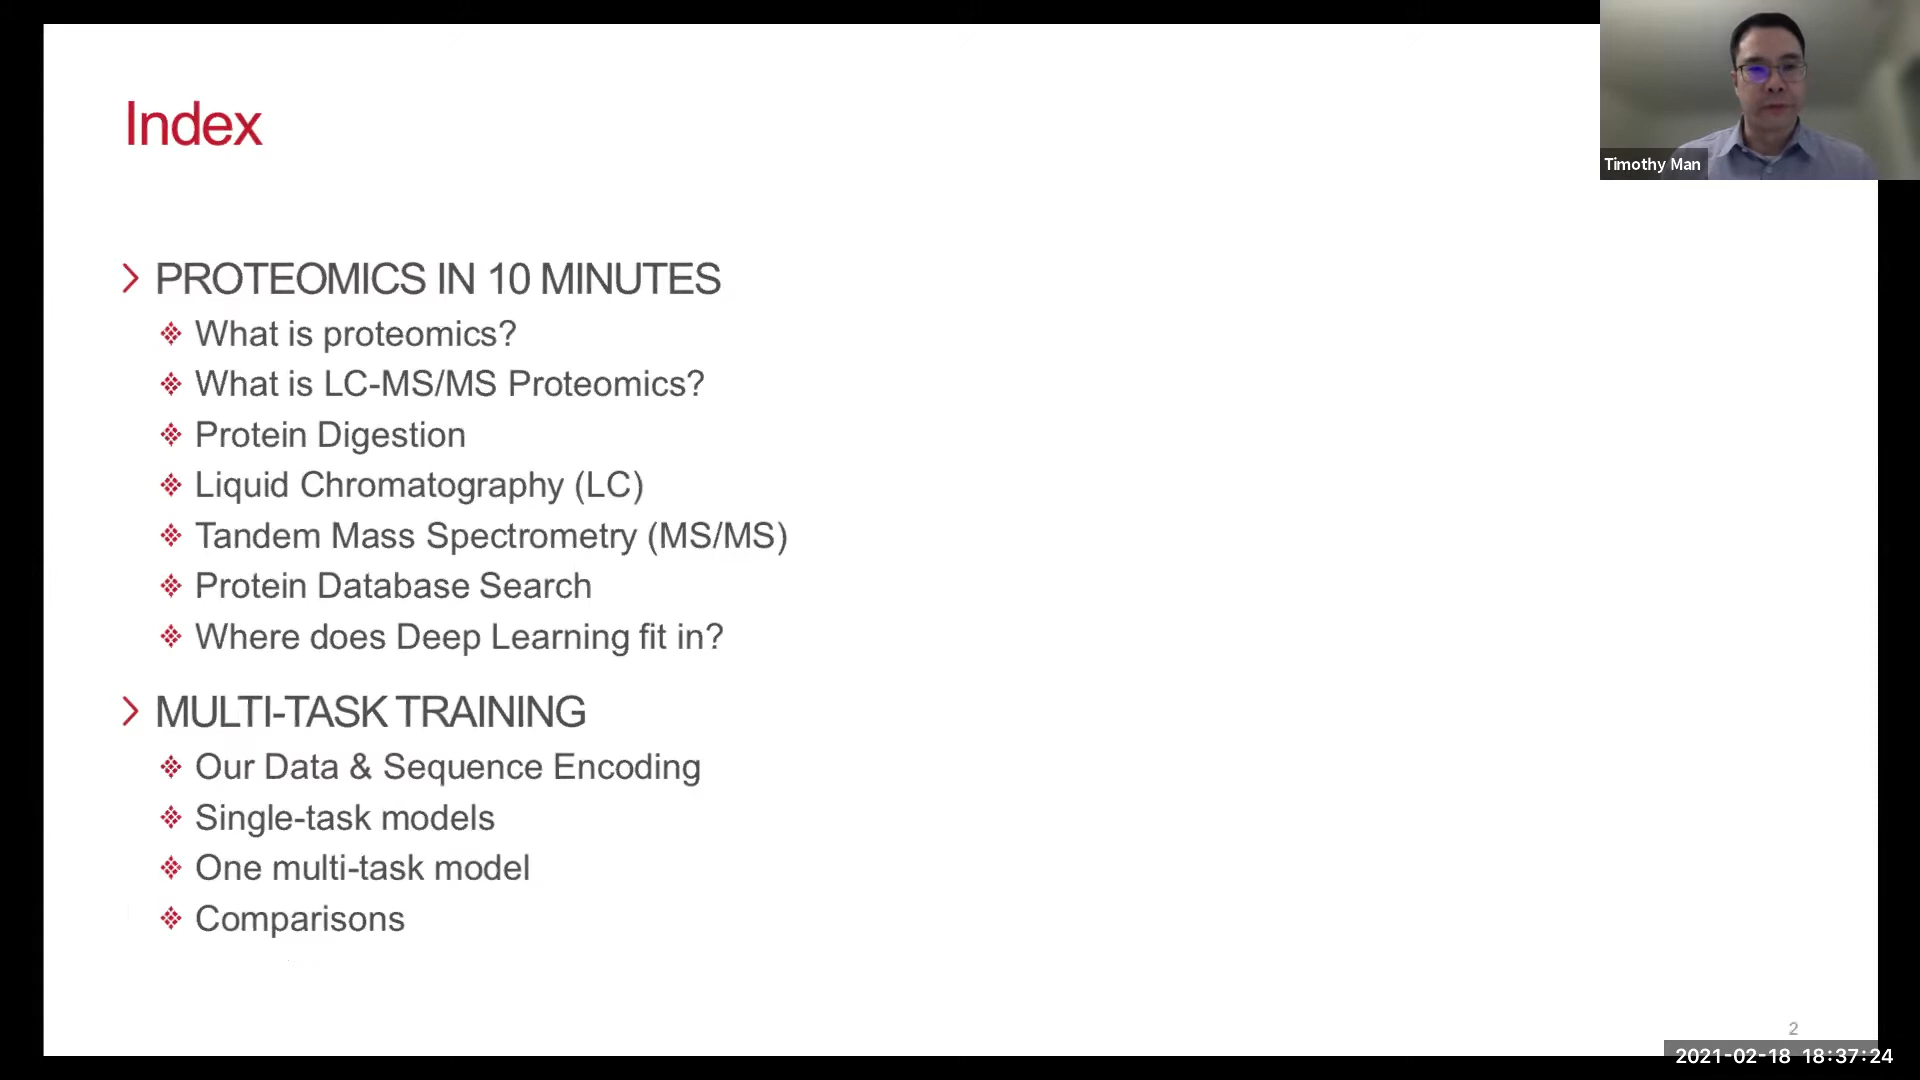 Index
Timothy Man
PROTEOMICS IN 10 MINUTES
What is proteomics?
What is LC-MS/MS Proteomics?
Protein Digestion
Liquid Chromatography (LC)
Tandem Mass Spectrometry (MS/MS)
Protein Database Search
Where does Deep Learning fit in?
MULTI-TASK TRAINING
Our Data & Sequence Encoding
Single-task models
One multi-task model
Comparisons
2
2021-02-18 18:37:24